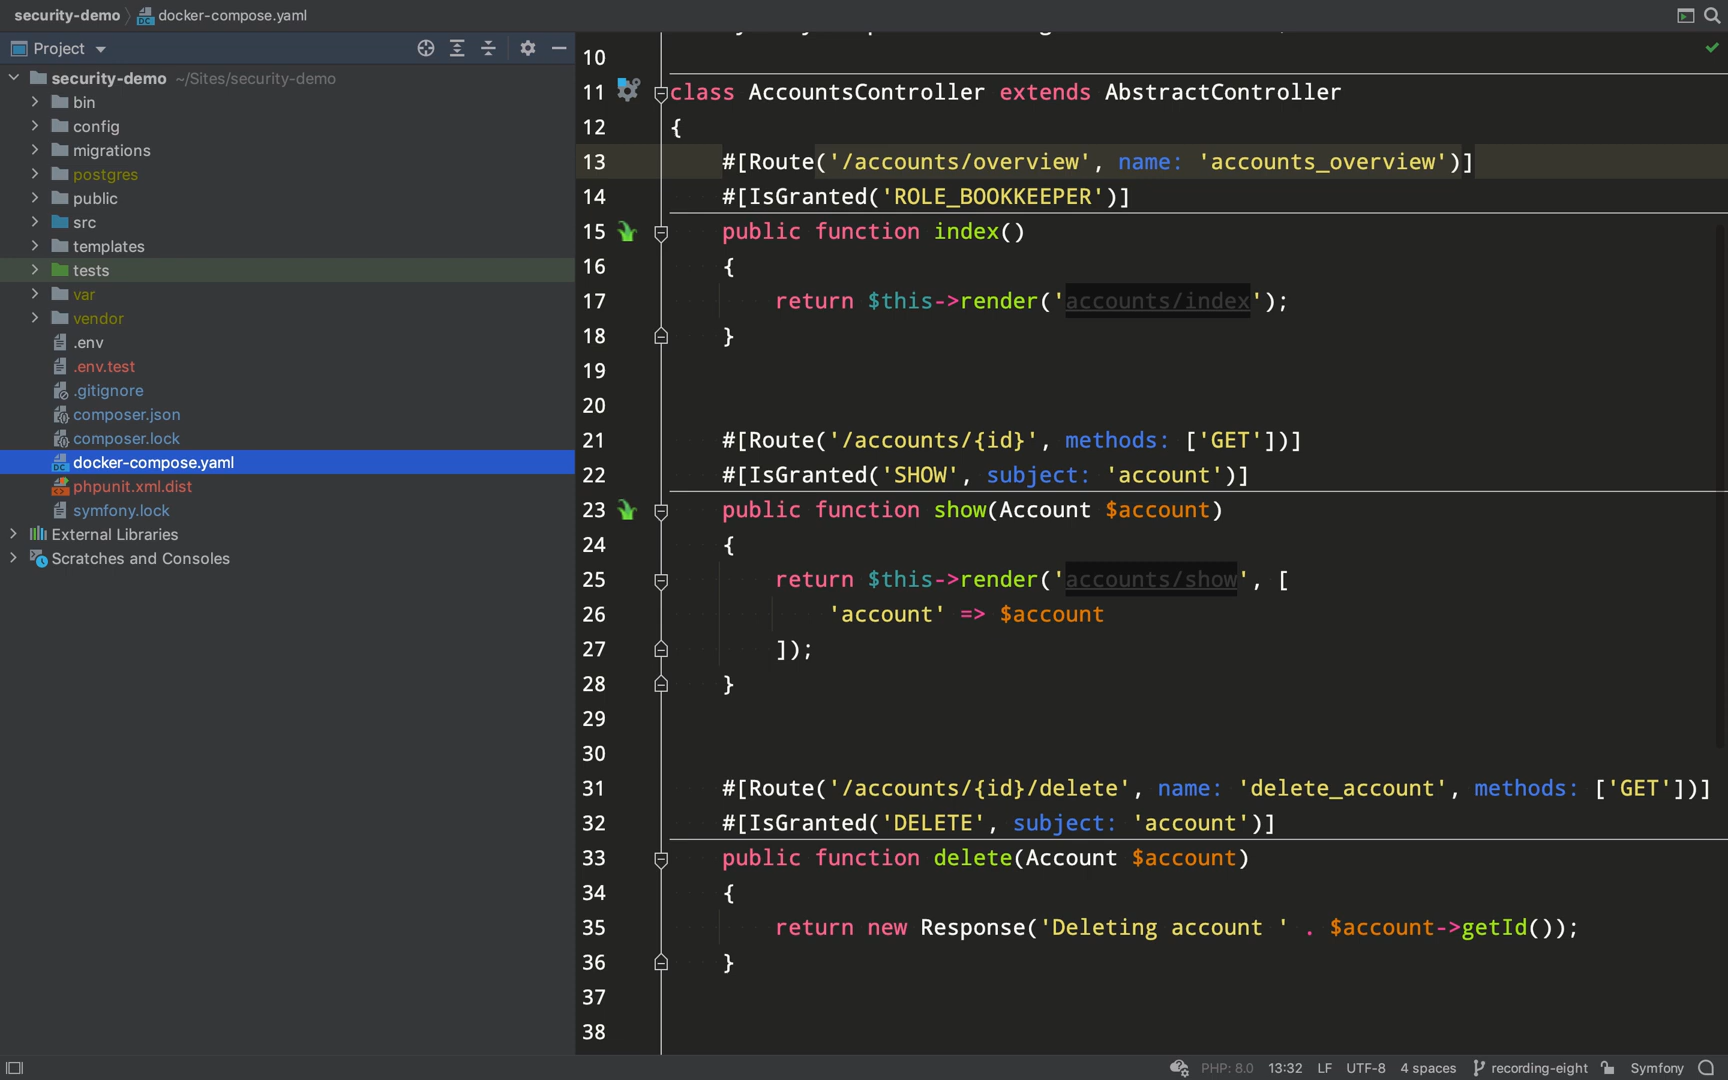 security-demo docker-compose.yaml
Project
security-demo ~/Sites/security-demo
bin
config
migrations
postgres
public
src
templates
tests
var
vendor
.env
.env.test
.gitignore
composer.json
composer.lock
docker-compose.yaml
phpunit.xml.dist
symfony.lock
External Libraries
Scratches and Consoles
10
11 class AccountsController extends AbstractController
12 {
13 #[Route('/accounts/overview', name: 'accounts_overview')]
14 #[IsGranted('ROLE_BOOKKEEPER')]
15 public function index()
16 {
17 return $this->render('accounts/index');
18 }
19
20
21 #[Route('/accounts/{id}', methods: ['GET'])]
22 #[IsGranted('SHOW', subject: 'account')]
23 public function show(Account $account)
24 {
25 return $this->render('accounts/show', [
26 'account' => $account
27 ]);
28 }
29
30
31 #[Route('/accounts/{id}/delete', name: 'delete_account', methods: ['GET'])]
32 #[IsGranted('DELETE', subject: 'account')]
33 public function delete(Account $account)
34 {
35 return new Response('Deleting account ' . $account->getId());
36 }
37
38
PHP: 8.0 13:32 LF UTF-8 4 spaces recording-eight Symfony